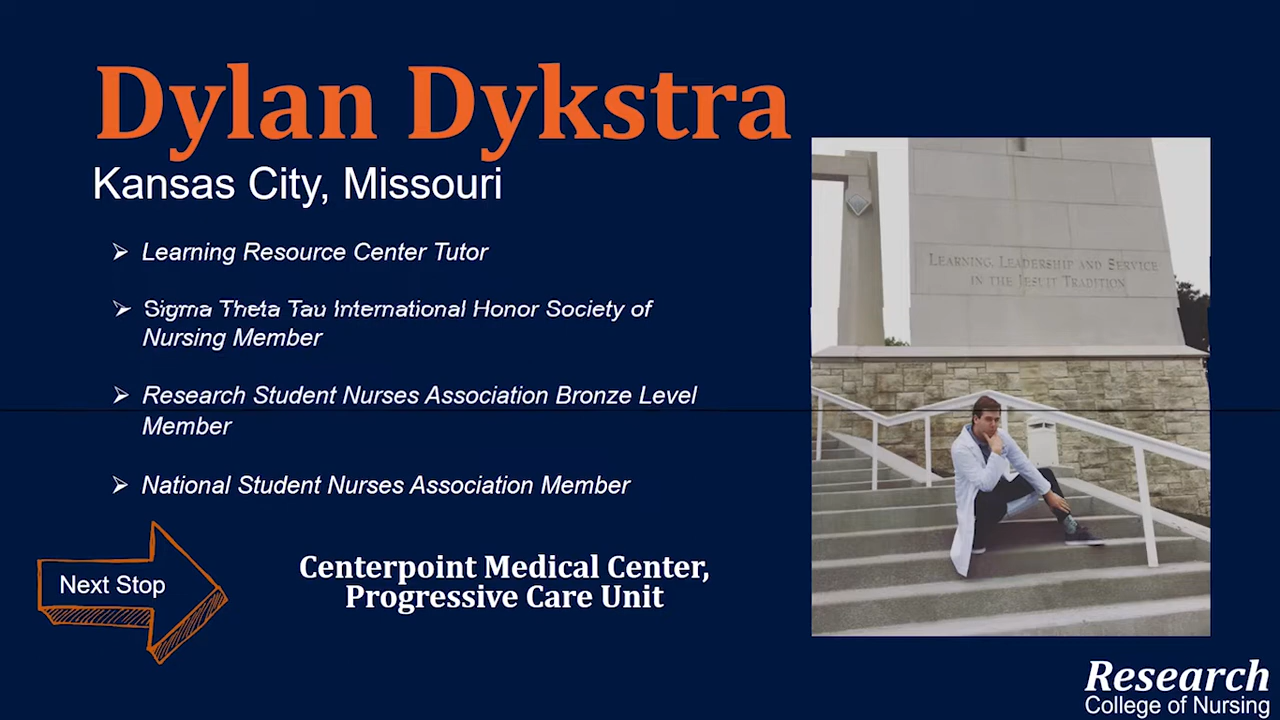 Dylan Dykstra
Kansas City, Missouri
Learning Resource Center Tutor
Sigma Theta Tau International Honor Society of
Nursing Member
Research Student Nurses Association Bronze Level
Member
National Student Nurses Association Member
Next Stop
Centerpoint Medical Center,
Progressive Care Unit
LEARNING, LEADERSHIP AND SERVICE
IN THE JESUIT TRADITION
Research
College of Nursing